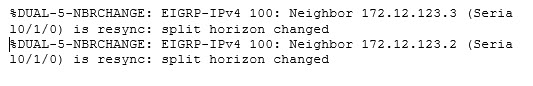 %DUAL-5-NBRCHANGE: EIGRP-IPv4 100: Neighbor 172.12.123.3 (Seria
l0/1/0) is resync: split horizon changed
%DUAL-5-NBRCHANGE: EIGRP-IPv4 100: Neighbor 172.12.123.2 (Seria
l0/1/0) is resync: split horizon changed